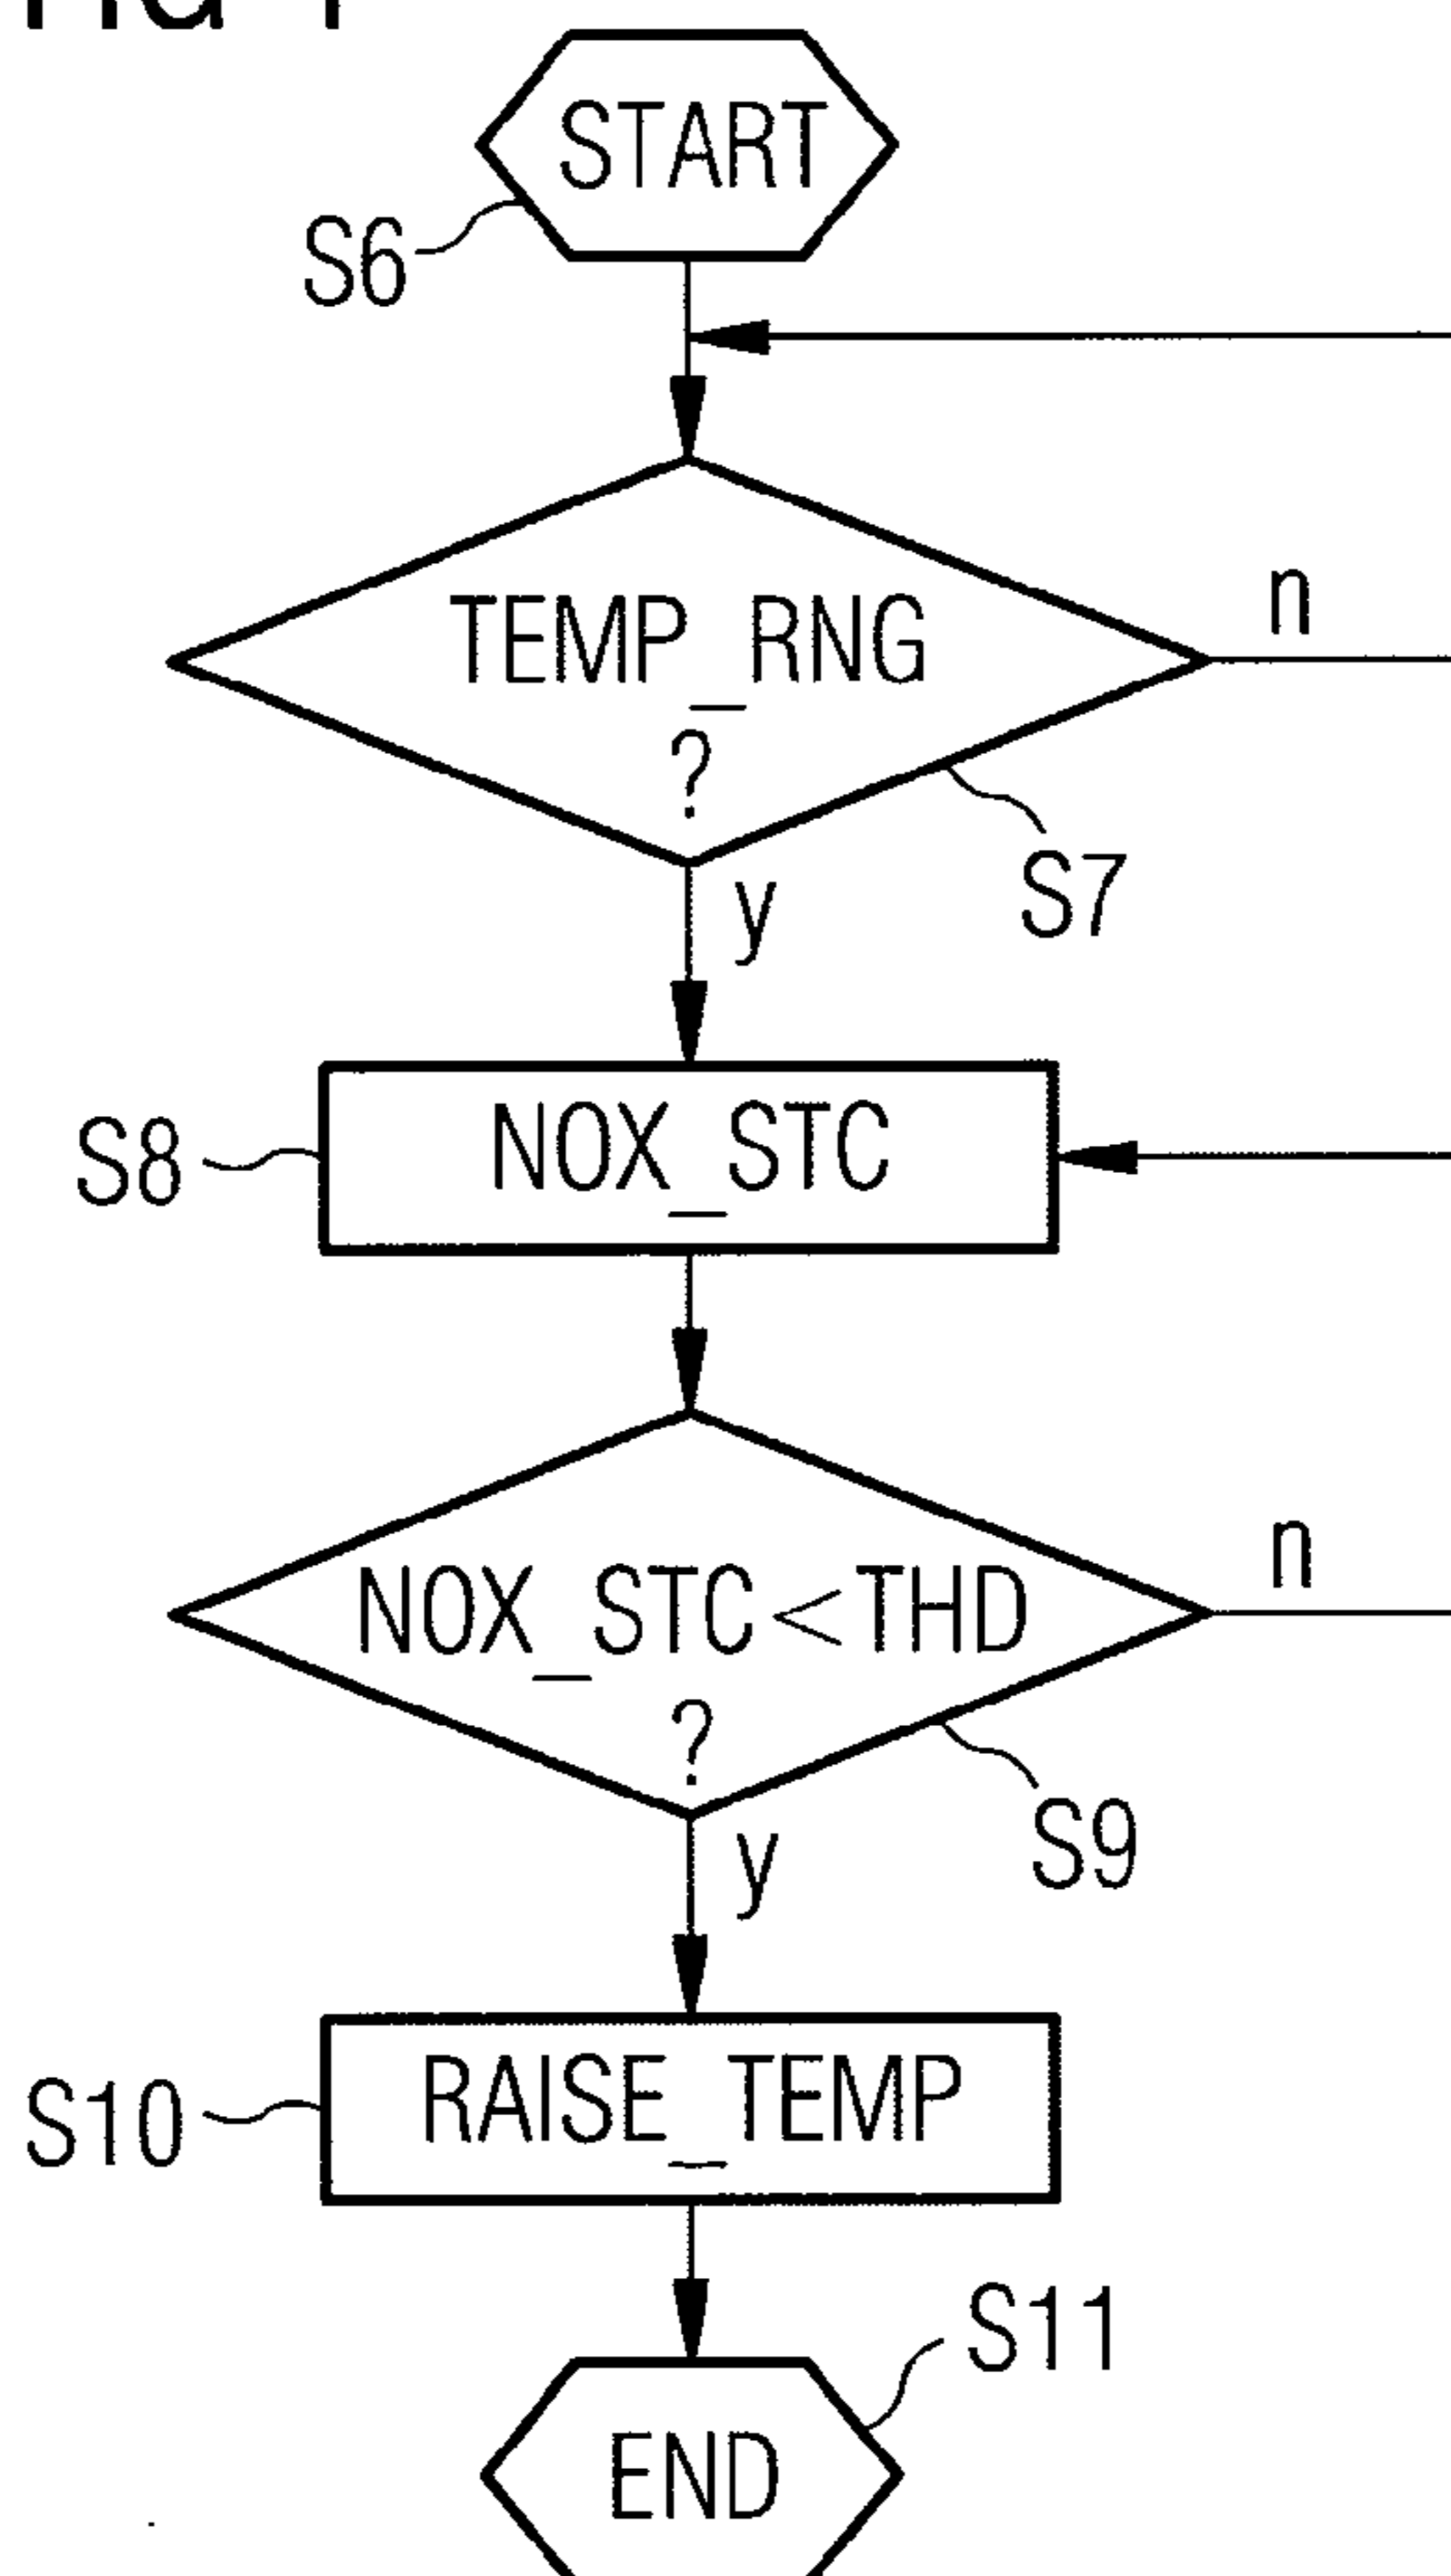 START
S6
TEMP_RNG
?
n
S7
y
NOX_STC
S8
NOX_STC<THD
?
n
S9
y
RAISE_TEMP
S10
S11
END